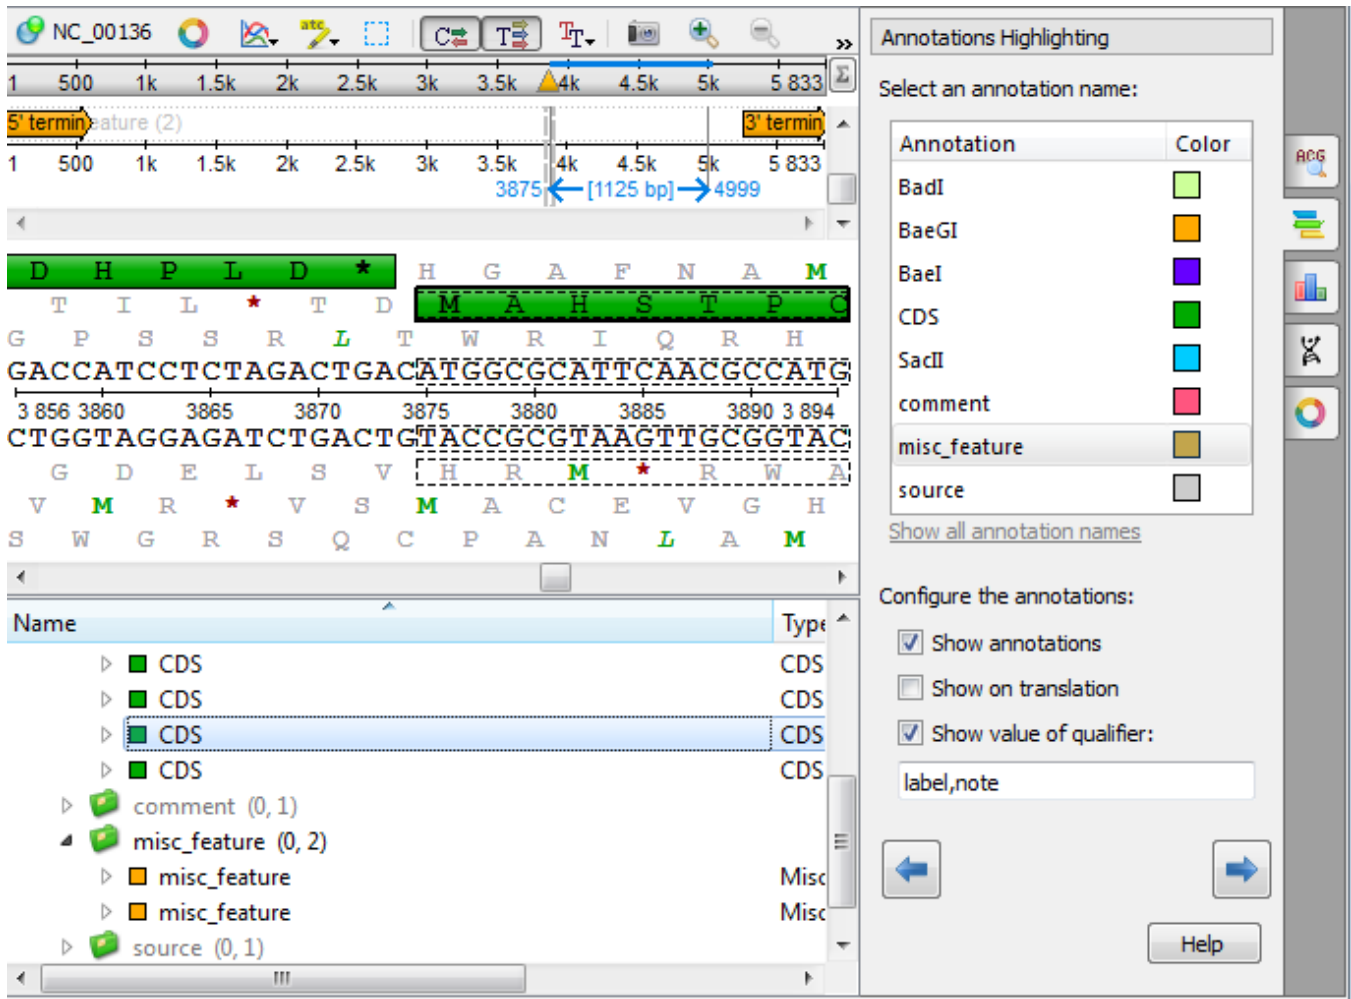 NC_00136
atc
C
T
TT
»
1 500 1k 1.5k 2k 2.5k 3k 3.5k 4k 4.5k 5k 5 833
Σ
5' termin eature (2) 3' termin
1 500 1k 1.5k 2k 2.5k 3k 3.5k 4k 4.5k 5k 5 833
3875 [1125 bp] 4999
D H P L D * H G A F N A M
T I L * T D M A H S T P C
G P S S R L T W R I Q R H
GACCATCCTCTAGACTGACATGGCGCATTCAACGCCATG
3 856 3860 3865 3870 3875 3880 3885 3890 3 894
CTGGTAGGAGATCTGACTGTACCGCGTAAGTTGCGGTAC
G D E L S V H R M * R W A
V M R * V S M A C E V G H
S W G R S Q C P A N L A M
Name Type
CDS CDS
CDS CDS
CDS CDS
CDS CDS
comment (0, 1)
misc_feature (0, 2)
misc_feature Misc
misc_feature Misc
source (0, 1)
Annotations Highlighting
Select an annotation name:
Annotation Color
BadI
BaeGI
BaeI
CDS
SacII
comment
misc_feature
source
Show all annotation names
Configure the annotations:
Show annotations
Show on translation
Show value of qualifier:
label,note
Help
ACG